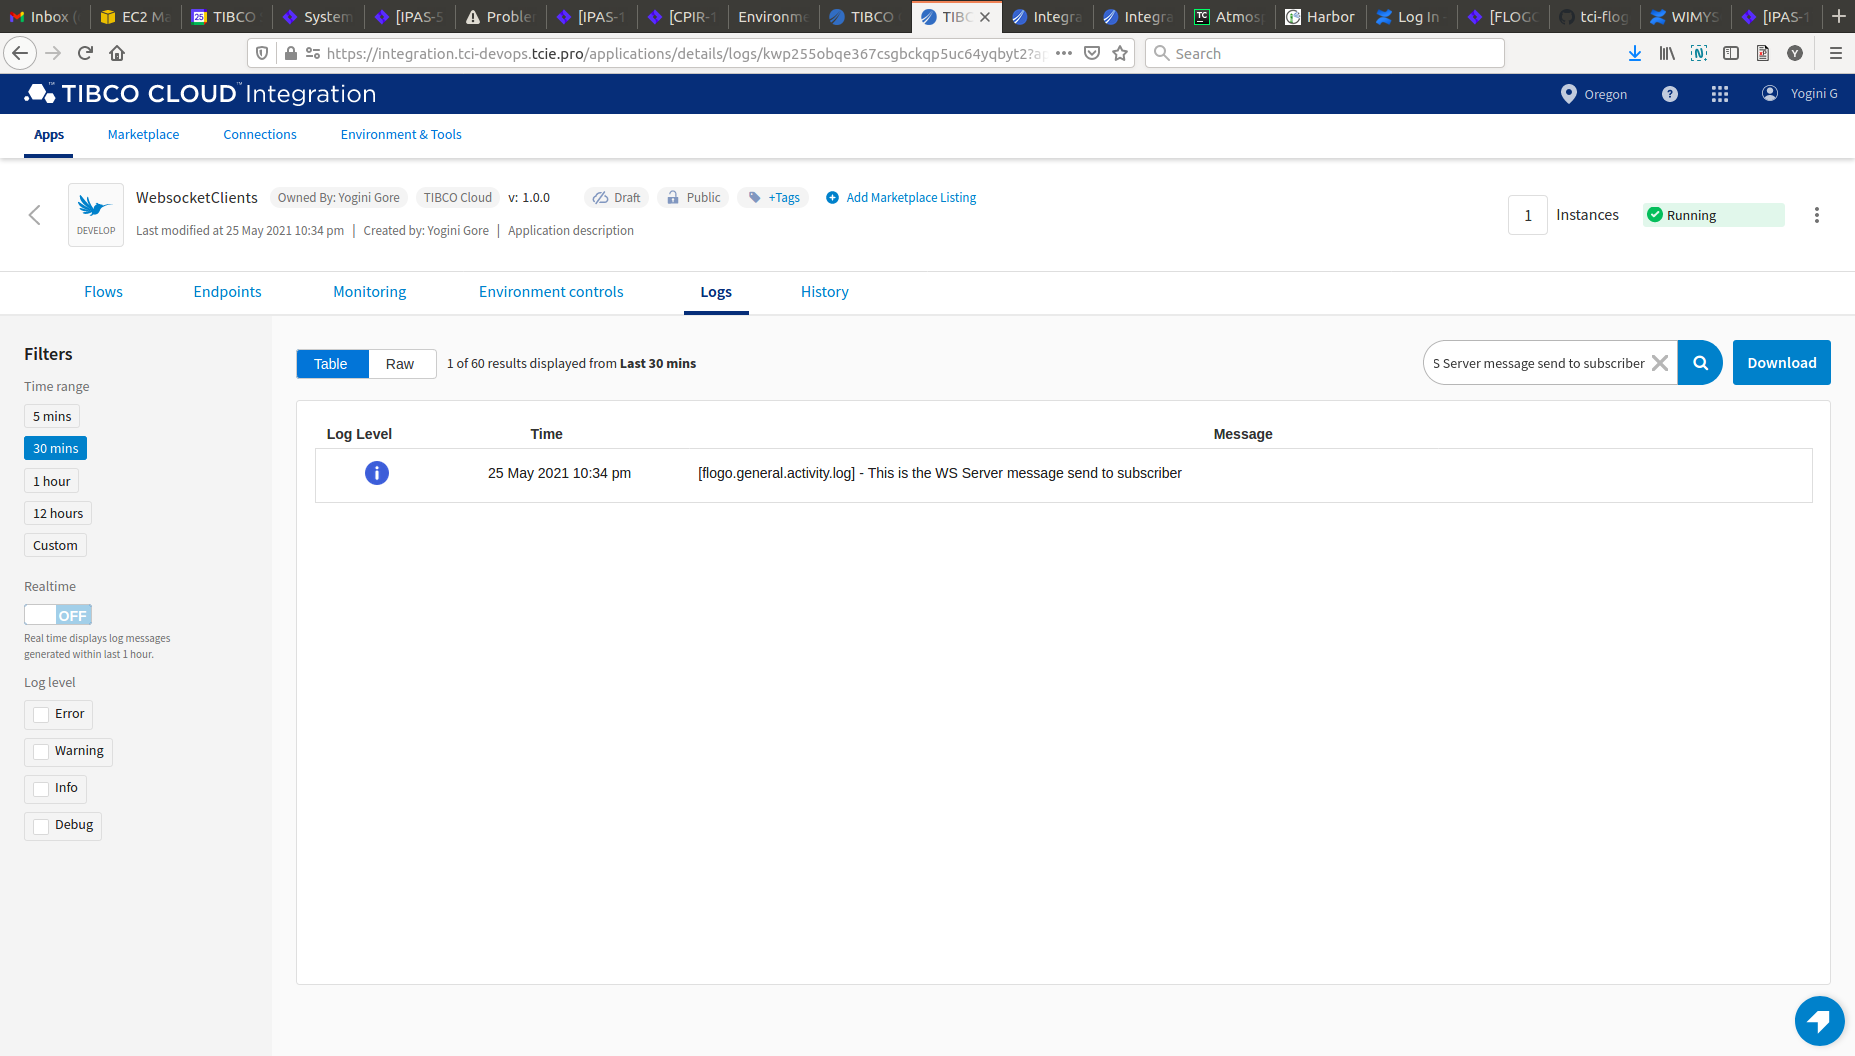 Inbox (
EC2 Ma
25
TIBCO
System
[IPAS-5
Probler
[IPAS-1
[CPIR-1
Environme
TIBCO
TIBC
Integra
Integra
TC
Atmos
Harbor
Log In -
[FLOGO
tci-flog
WIMYS
[IPAS-1
https://integration.tci-devops.tcie.pro/applications/details/logs/kwp255obqe367csgbckqp5uc64yqbyt2?a
Search
Y
TIBCO CLOUD™ Integration
Oregon
?
Yogini G
Apps
Marketplace
Connections
Environment & Tools
DEVELOP
WebsocketClients
Owned By: Yogini Gore
TIBCO Cloud
v: 1.0.0
Draft
Public
+Tags
Add Marketplace Listing
Last modified at 25 May 2021 10:34 pm | Created by: Yogini Gore | Application description
1
Instances
Running
Flows
Endpoints
Monitoring
Environment controls
Logs
History
Filters
Time range
5 mins
30 mins
1 hour
12 hours
Custom
Realtime
OFF
Real time displays log messages
generated within last 1 hour.
Log level
Error
Warning
Info
Debug
Table
Raw
1 of 60 results displayed from Last 30 mins
S Server message send to subscriber
Download
Log Level
Time
Message
25 May 2021 10:34 pm
[flogo.general.activity.log] - This is the WS Server message send to subscriber